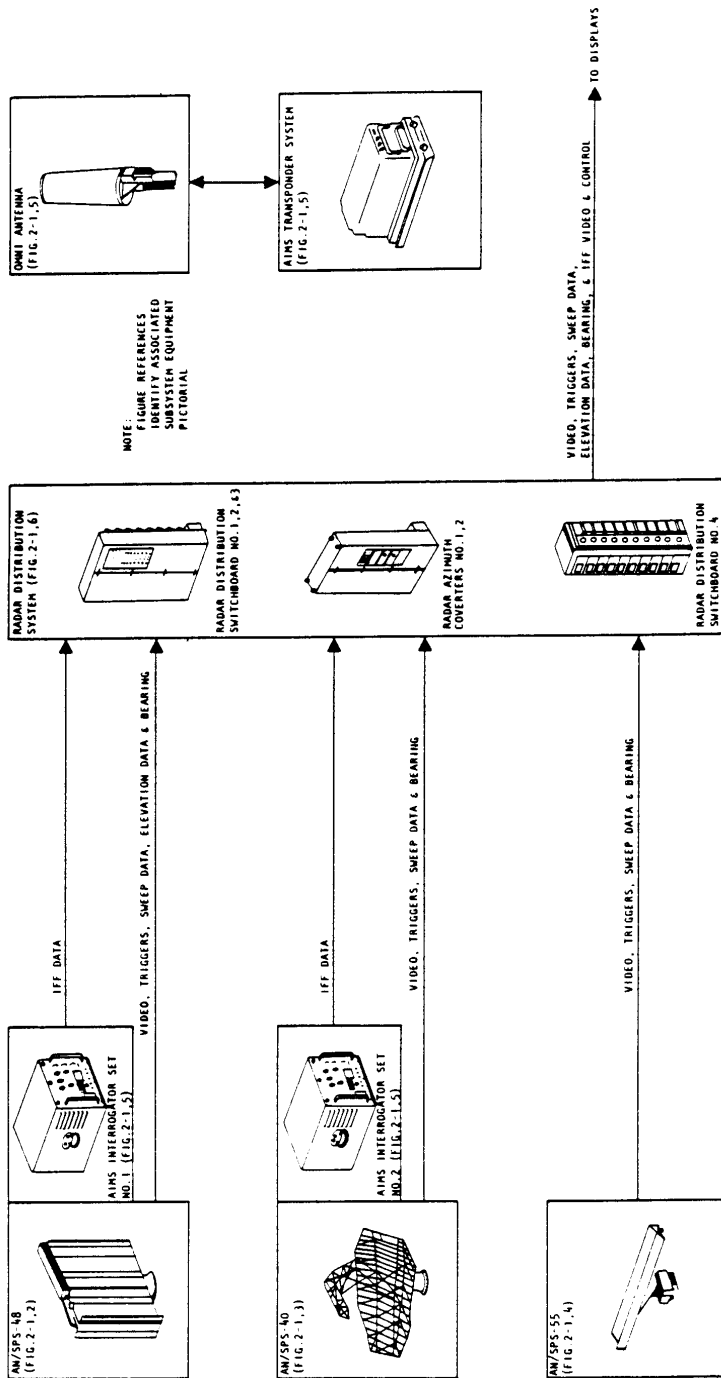 AN/SPS-48
(FIG.2-1,2)
AIMS INTERROGATOR SET
NO.1 (FIG.2-1,5)
IFF DATA
VIDEO, TRIGGERS, SWEEP DATA, ELEVATION DATA & BEARING
AN/SPS-40
(FIG.2-1,3)
AIMS INTERROGATOR SET
NO.2 (FIG.2-1,5)
IFF DATA
VIDEO, TRIGGERS, SWEEP DATA & BEARING
AN/SPS-55
(FIG.2-1,4)
VIDEO, TRIGGERS, SWEEP DATA & BEARING
RADAR DISTRIBUTION
SYSTEM (FIG.2-1,6)
RADAR DISTRIBUTION
SWITCHBOARD NO.1,2,&3
RADAR AZIMUTH
COVERTERS NO.1,2
RADAR DISTRIBUTION
SWITCHBOARD NO.4
NOTE:
FIGURE REFERENCES
IDENTIFY ASSOCIATED
SUBSYSTEM EQUIPMENT
PICTORIAL
OMNI ANTENNA
(FIG.2-1,5)
AIMS TRANSPONDER SYSTEM
(FIG.2-1,5)
VIDEO, TRIGGERS, SWEEP DATA,
ELEVATION DATA, BEARING, & IFF VIDEO & CONTROL
TO DISPLAYS